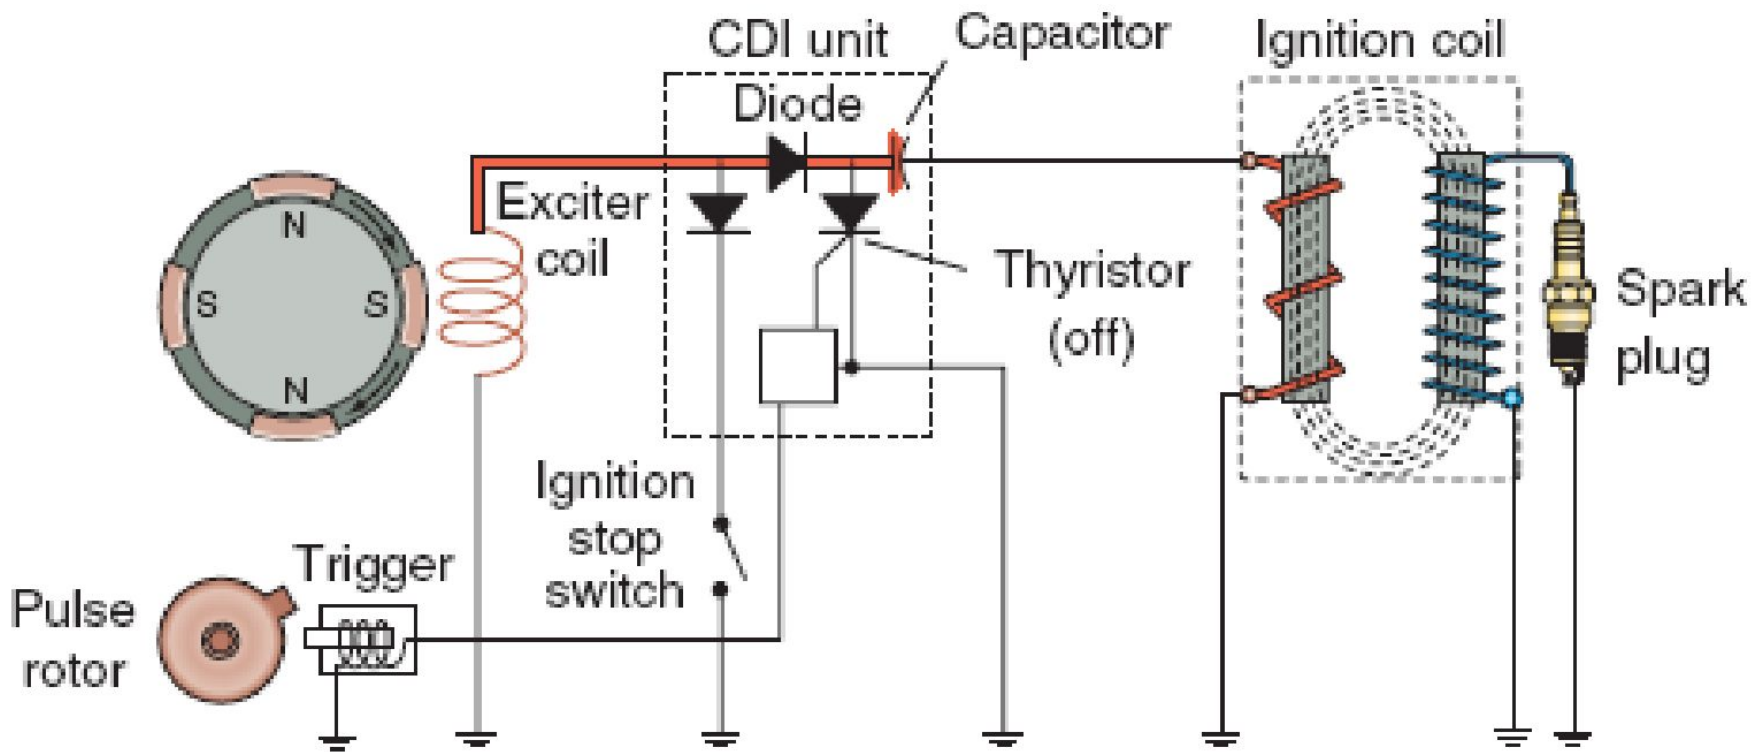 CDI unit
Capacitor
Ignition coil
Diode
Exciter
coil
N
S
S
N
Thyristor
(off)
Spark
plug
Ignition
stop
switch
Trigger
Pulse
rotor